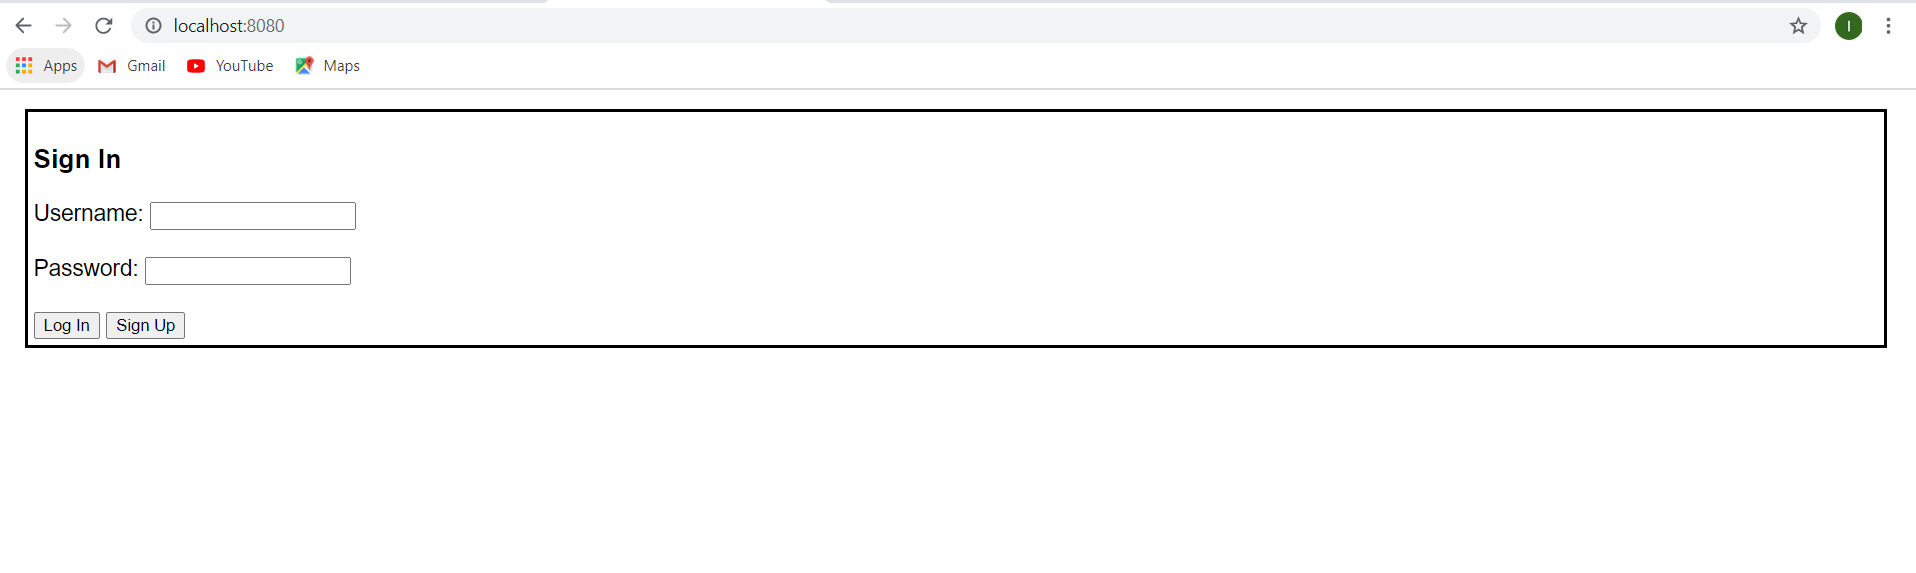 localhost:8080
I
Apps Gmail YouTube Maps
Sign In
Username:
Password:
Log In Sign Up